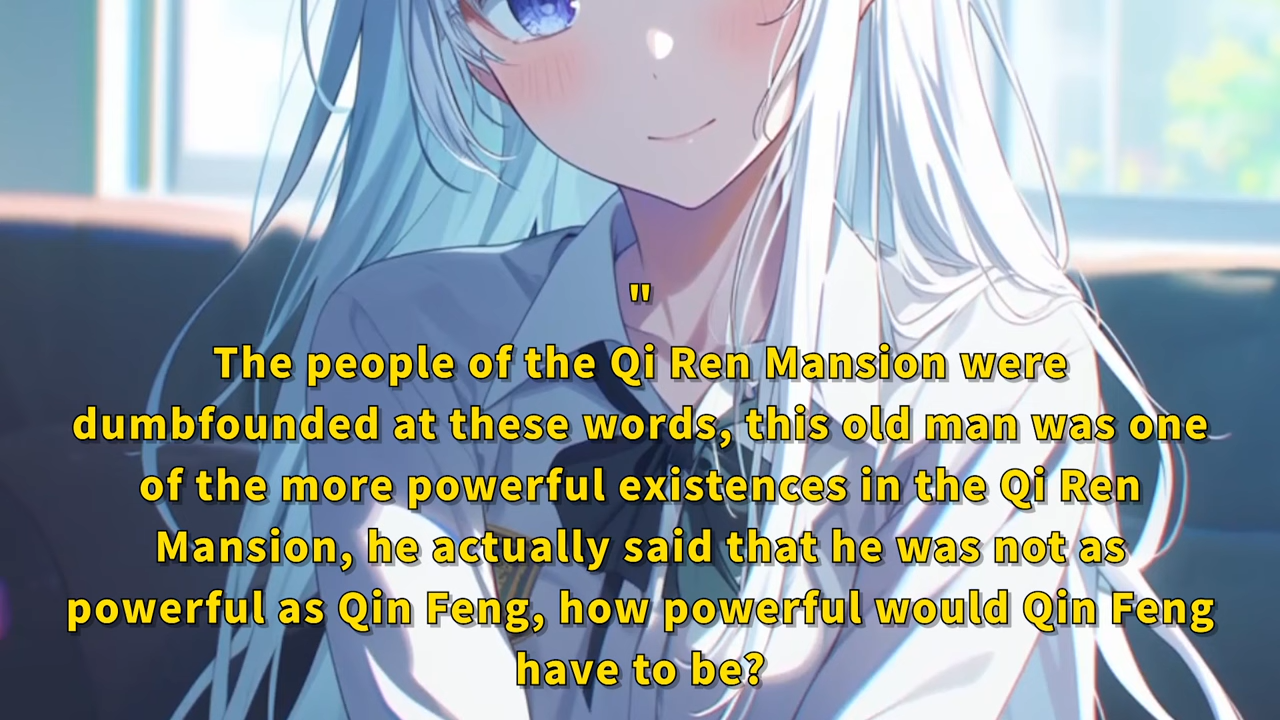 "
The people of the Qi Ren Mansion were
dumbfounded at these words, this old man was one
of the more powerful existences in the Qi Ren
Mansion, he actually said that he was not as
powerful as Qin Feng, how powerful would Qin Feng
have to be?